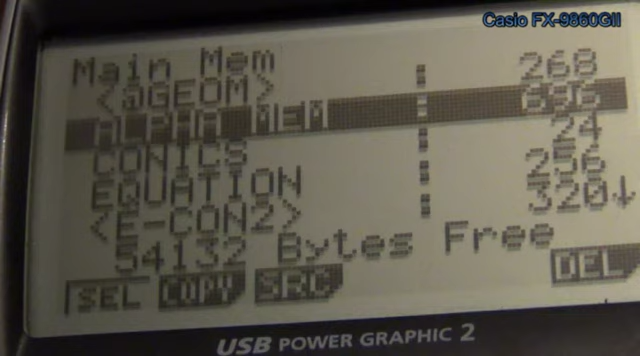 Casio FX-9860GII
Main Mem
<@GEOM> : 268
ALPHA MEM : 696
CONICS : 24
EQUATION : 256
<E-CON2> : 320↓
54132 Bytes Free
SEL COPY SRC DEL
USB POWER GRAPHIC 2